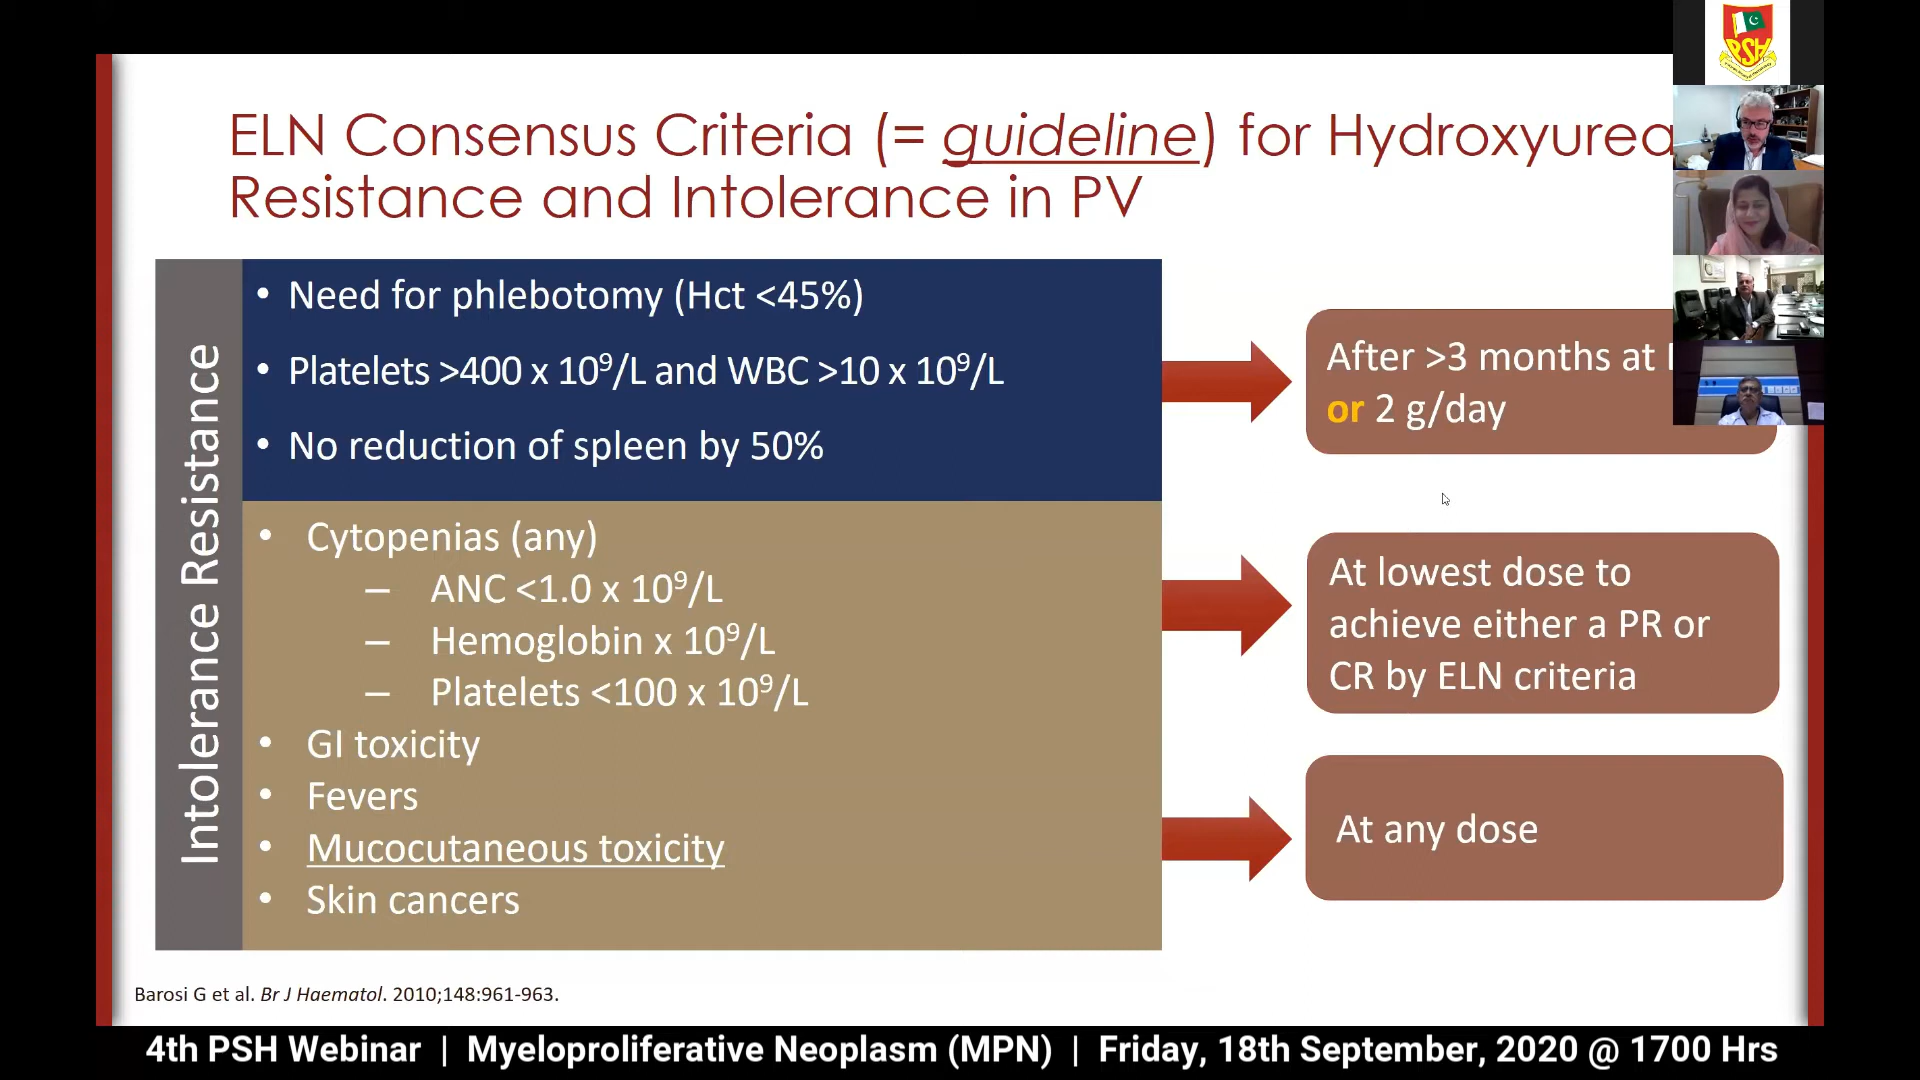 PSH
ELN Consensus Criteria (= guideline) for Hydroxyurea
Resistance and Intolerance in PV
Intolerance Resistance
• Need for phlebotomy (Hct <45%)
• Platelets >400 x 10⁹/L and WBC >10 x 10⁹/L
• No reduction of spleen by 50%
After >3 months at
or 2 g/day
• Cytopenias (any)
– ANC <1.0 x 10⁹/L
– Hemoglobin x 10⁹/L
– Platelets <100 x 10⁹/L
• GI toxicity
• Fevers
• Mucocutaneous toxicity
• Skin cancers
At lowest dose to
achieve either a PR or
CR by ELN criteria
At any dose
Barosi G et al. Br J Haematol. 2010;148:961-963.
4th PSH Webinar | Myeloproliferative Neoplasm (MPN) | Friday, 18th September, 2020 @ 1700 Hrs